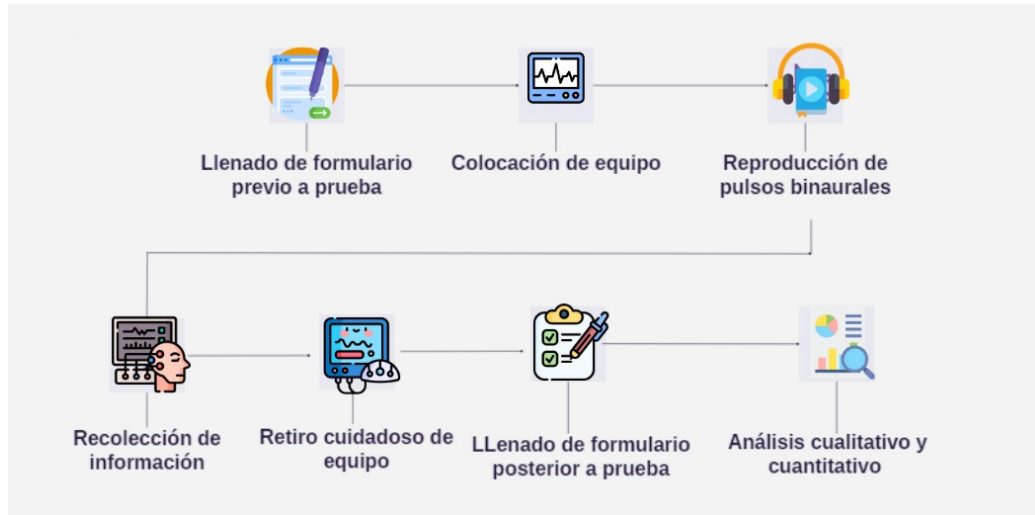 Llenado de formulario
previo a prueba
Colocación de equipo
Reproducción de
pulsos binaurales
Recolección de
información
Retiro cuidadoso de
equipo
LLenado de formulario
posterior a prueba
Análisis cualitativo y
cuantitativo